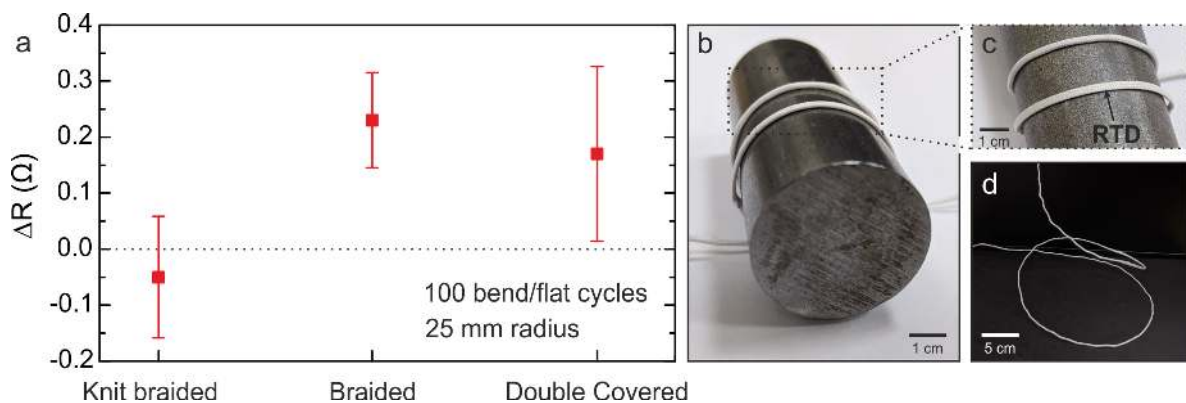 a
0.4
0.3
0.2
0.1
0.0
-0.1
-0.2
ΔR (Ω)
100 bend/flat cycles
25 mm radius
Knit braided
Braided
Double Covered
b
1 cm
c
RTD
1 cm
d
5 cm